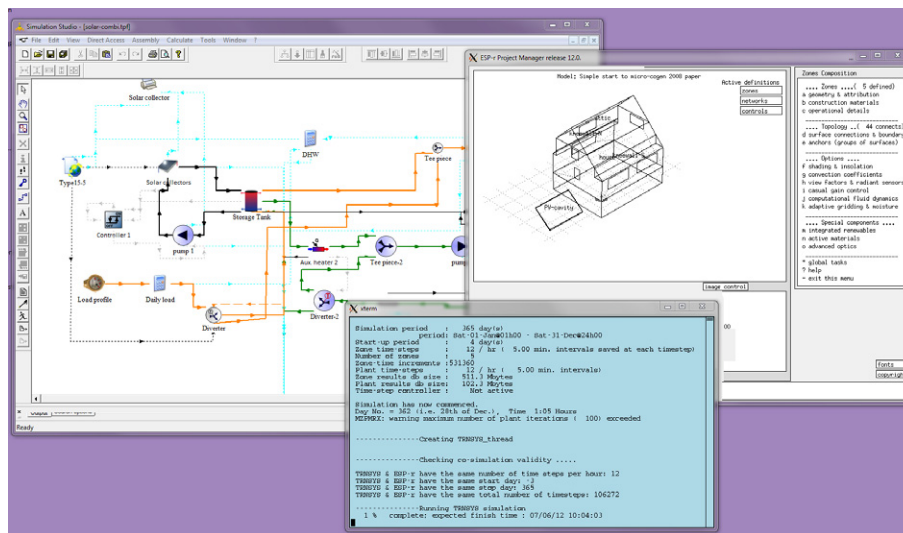 Simulation Studio - [solar-combi.tpf]
File Edit View Direct Access Assembly Calculate Tools Window ?
Solar collector
DHW
Tee piece
Type15-5
Solar collectors
Storage Tank
Controller 1
pump 1
Aux heater 2
Tee piece-2
pump
Load profile
Daily load
Diverter
Diverter-2
Ready
ESP-r Project Manager release 12.0.
Model: Simple start to micro-cogen 2008 paper
Active definitions
zones
networks
controls
attic
PV-cavity
image control
00
fonts
copyright
Zones Composition
.... Zones ....( 5 defined)
a geometry & attribution
b construction materials
c operational details
.... Topology ..( 44 connects)
d surface connections & boundary
e anchors (groups of surfaces)
.... Options ....
f shading & insolation
g convection coefficients
h view factors & radiant sensors
i casual gain control
j computational fluid dynamics
k adaptive gridding & moisture
.... Special components ....
m integrated renewables
n active materials
o advanced optics
* global tasks
? help
- exit this menu
xterm
Simulation period : 365 day(s)
period: Sat-01-Jan@01h00 - Sat-31-Dec@24h00
Start-up period : 4 day(s)
Zone time-steps : 12 / hr ( 5.00 min. intervals saved at each timestep)
Number of zones : 5
Zone-time increments :531360
Plant time-steps : 12 / hr ( 5.00 min. intervals)
Zone results db size : 511.3 Mbytes
Plant results db size: 102.3 Mbytes
Time-step controller : Not active
Simulation has now commenced.
Day No. = 362 (i.e. 28th of Dec.), Time 1:05 Hours
MZPMRX: warning maximum number of plant iterations ( 100) exceeded
---------------Creating TRNSYS_thread
---------------Checking co-simulation validity .....
TRNSYS & ESP-r have the same number of time steps per hour: 12
TRNSYS & ESP-r have the same start day: -3
TRNSYS & ESP-r have the same stop day: 365
TRNSYS & ESP-r have the same total number of timesteps: 106272
---------------Running TRNSYS simulation
1 % complete: expected finish time : 07/06/12 10:04:03